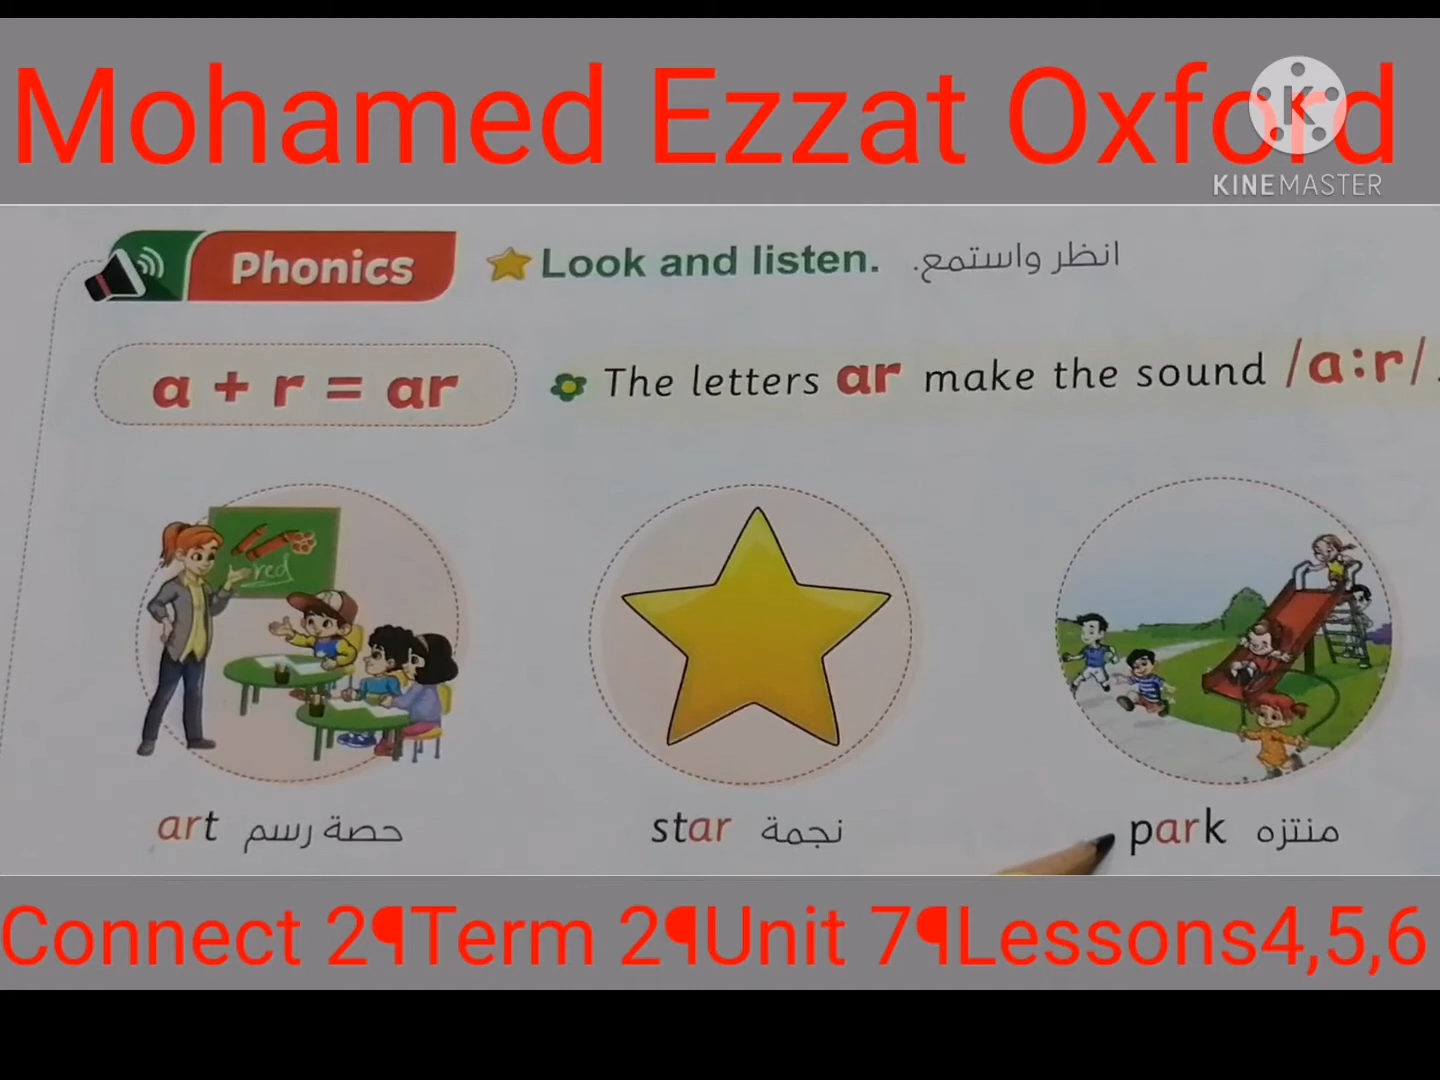 Mohamed Ezzat Oxford
K
KINEMASTER
Phonics
Look and listen. انظر واستمع.
a + r = ar
The letters ar make the sound /a:r/.
red
art حصة رسم
star نجمة
park منتزه
Connect 2¶Term 2¶Unit 7¶Lessons4,5,6